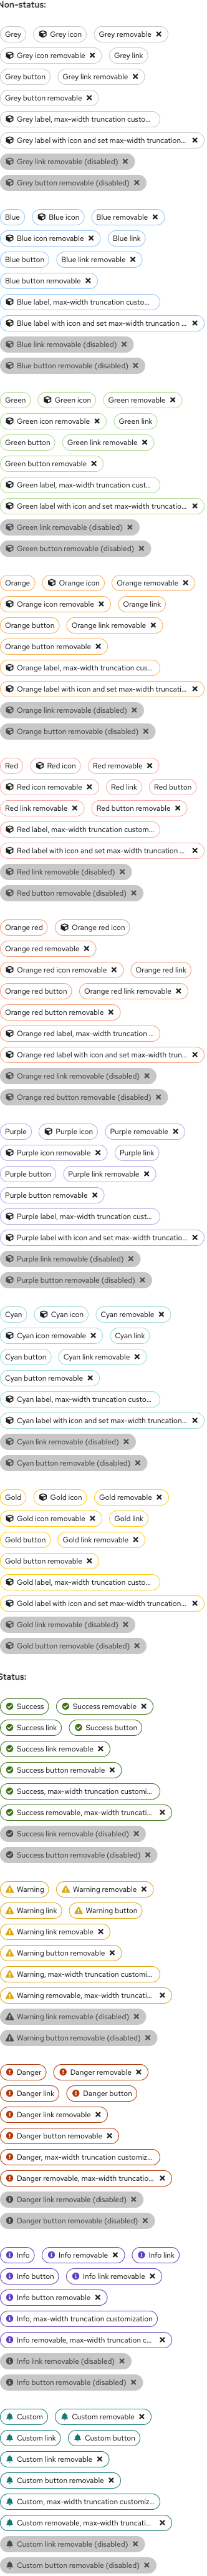 Non-status:
Grey Grey icon Grey removable
Grey icon removable Grey link
Grey button Grey link removable
Grey button removable
Grey label, max-width truncation custo...
Grey label with icon and set max-width truncation...
Grey link removable (disabled)
Grey button removable (disabled)
Blue Blue icon Blue removable
Blue icon removable Blue link
Blue button Blue link removable
Blue button removable
Blue label, max-width truncation custo...
Blue label with icon and set max-width truncation ...
Blue link removable (disabled)
Blue button removable (disabled)
Green Green icon Green removable
Green icon removable Green link
Green button Green link removable
Green button removable
Green label, max-width truncation cust...
Green label with icon and set max-width truncatio...
Green link removable (disabled)
Green button removable (disabled)
Orange Orange icon Orange removable
Orange icon removable Orange link
Orange button Orange link removable
Orange button removable
Orange label, max-width truncation cus...
Orange label with icon and set max-width truncati...
Orange link removable (disabled)
Orange button removable (disabled)
Red Red icon Red removable
Red icon removable Red link Red button
Red link removable Red button removable
Red label, max-width truncation custom...
Red label with icon and set max-width truncation ...
Red link removable (disabled)
Red button removable (disabled)
Orange red Orange red icon
Orange red removable
Orange red icon removable Orange red link
Orange red button Orange red link removable
Orange red button removable
Orange red label, max-width truncation ...
Orange red label with icon and set max-width trun...
Orange red link removable (disabled)
Orange red button removable (disabled)
Purple Purple icon Purple removable
Purple icon removable Purple link
Purple button Purple link removable
Purple button removable
Purple label, max-width truncation cust...
Purple label with icon and set max-width truncatio...
Purple link removable (disabled)
Purple button removable (disabled)
Cyan Cyan icon Cyan removable
Cyan icon removable Cyan link
Cyan button Cyan link removable
Cyan button removable
Cyan label, max-width truncation custo...
Cyan label with icon and set max-width truncation...
Cyan link removable (disabled)
Cyan button removable (disabled)
Gold Gold icon Gold removable
Gold icon removable Gold link
Gold button Gold link removable
Gold button removable
Gold label, max-width truncation custo...
Gold label with icon and set max-width truncation...
Gold link removable (disabled)
Gold button removable (disabled)
Status:
Success Success removable
Success link Success button
Success link removable
Success button removable
Success, max-width truncation customi...
Success removable, max-width truncati...
Success link removable (disabled)
Success button removable (disabled)
Warning Warning removable
Warning link Warning button
Warning link removable
Warning button removable
Warning, max-width truncation customi...
Warning removable, max-width truncati...
Warning link removable (disabled)
Warning button removable (disabled)
Danger Danger removable
Danger link Danger button
Danger link removable
Danger button removable
Danger, max-width truncation customiz...
Danger removable, max-width truncatio...
Danger link removable (disabled)
Danger button removable (disabled)
Info Info removable Info link
Info button Info link removable
Info button removable
Info, max-width truncation customization
Info removable, max-width truncation c...
Info link removable (disabled)
Info button removable (disabled)
Custom Custom removable
Custom link Custom button
Custom link removable
Custom button removable
Custom, max-width truncation customiz...
Custom removable, max-width truncati...
Custom link removable (disabled)
Custom button removable (disabled)